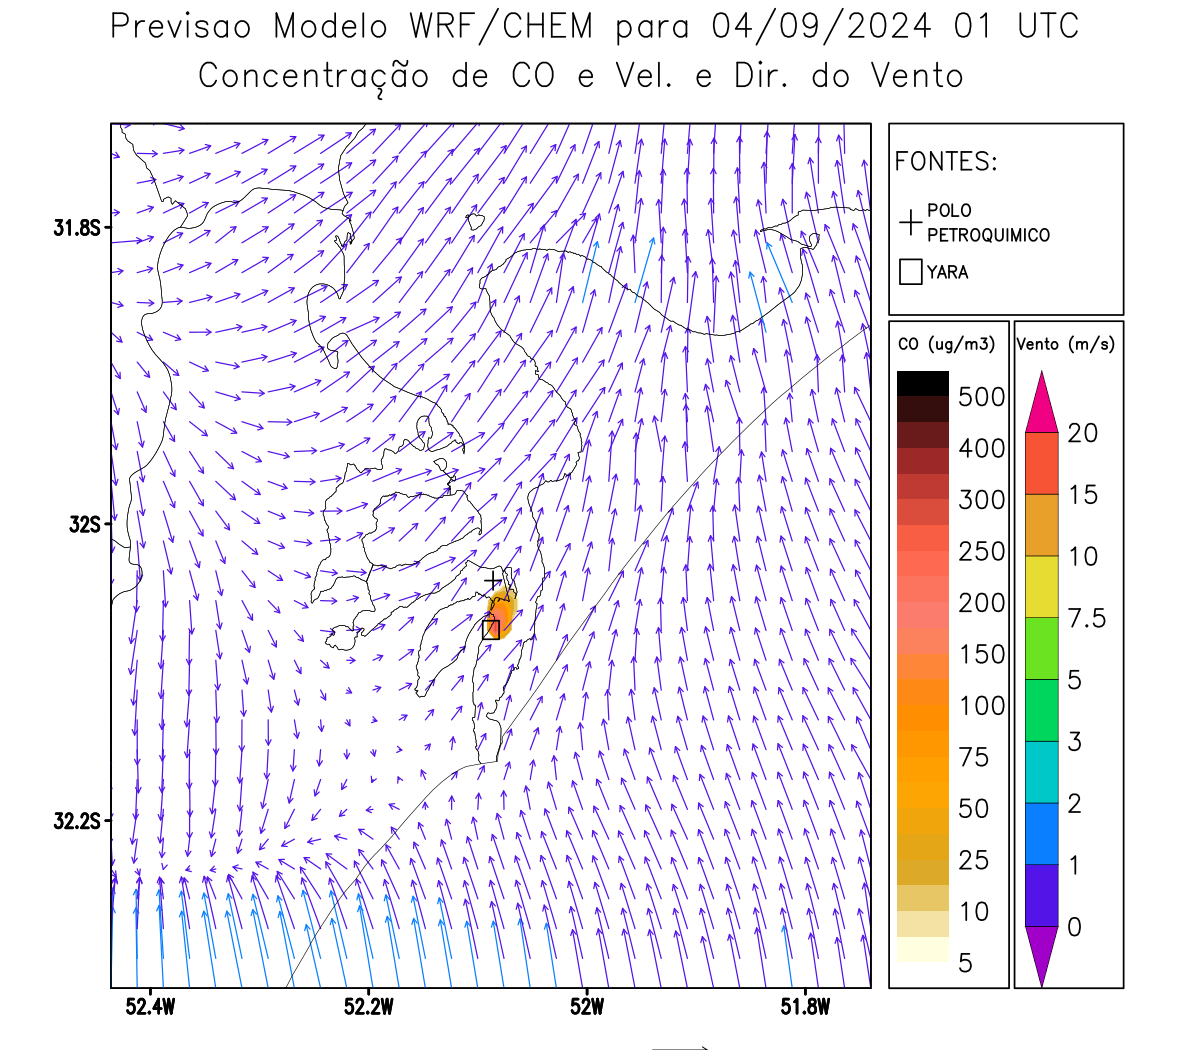 Previsao Modelo WRF/CHEM para 04/09/2024 01 UTC
Concentração de CO e Vel. e Dir. do Vento
FONTES:
POLO
PETROQUIMICO
YARA
CO (ug/m3)
500
400
300
250
200
150
100
75
50
25
10
5
Vento (m/s)
20
15
10
7.5
5
3
2
1
0
31.8S
32S
32.2S
52.4W
52.2W
52W
51.8W